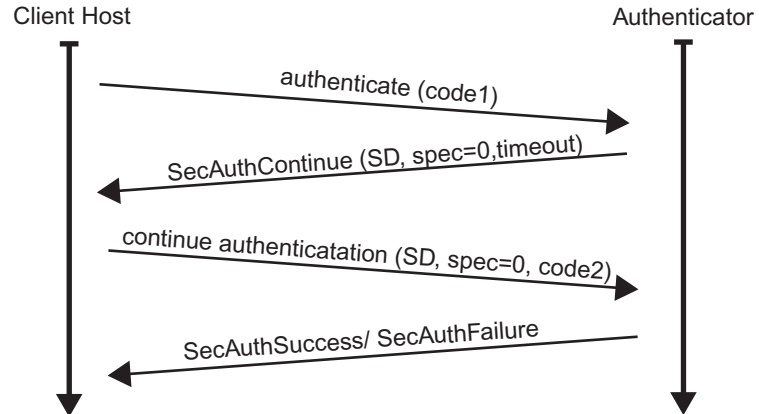 Client Host
Authenticator
authenticate (code1)
SecAuthContinue (SD, spec=0,timeout)
continue authenticatation (SD, spec=0, code2)
SecAuthSuccess/ SecAuthFailure